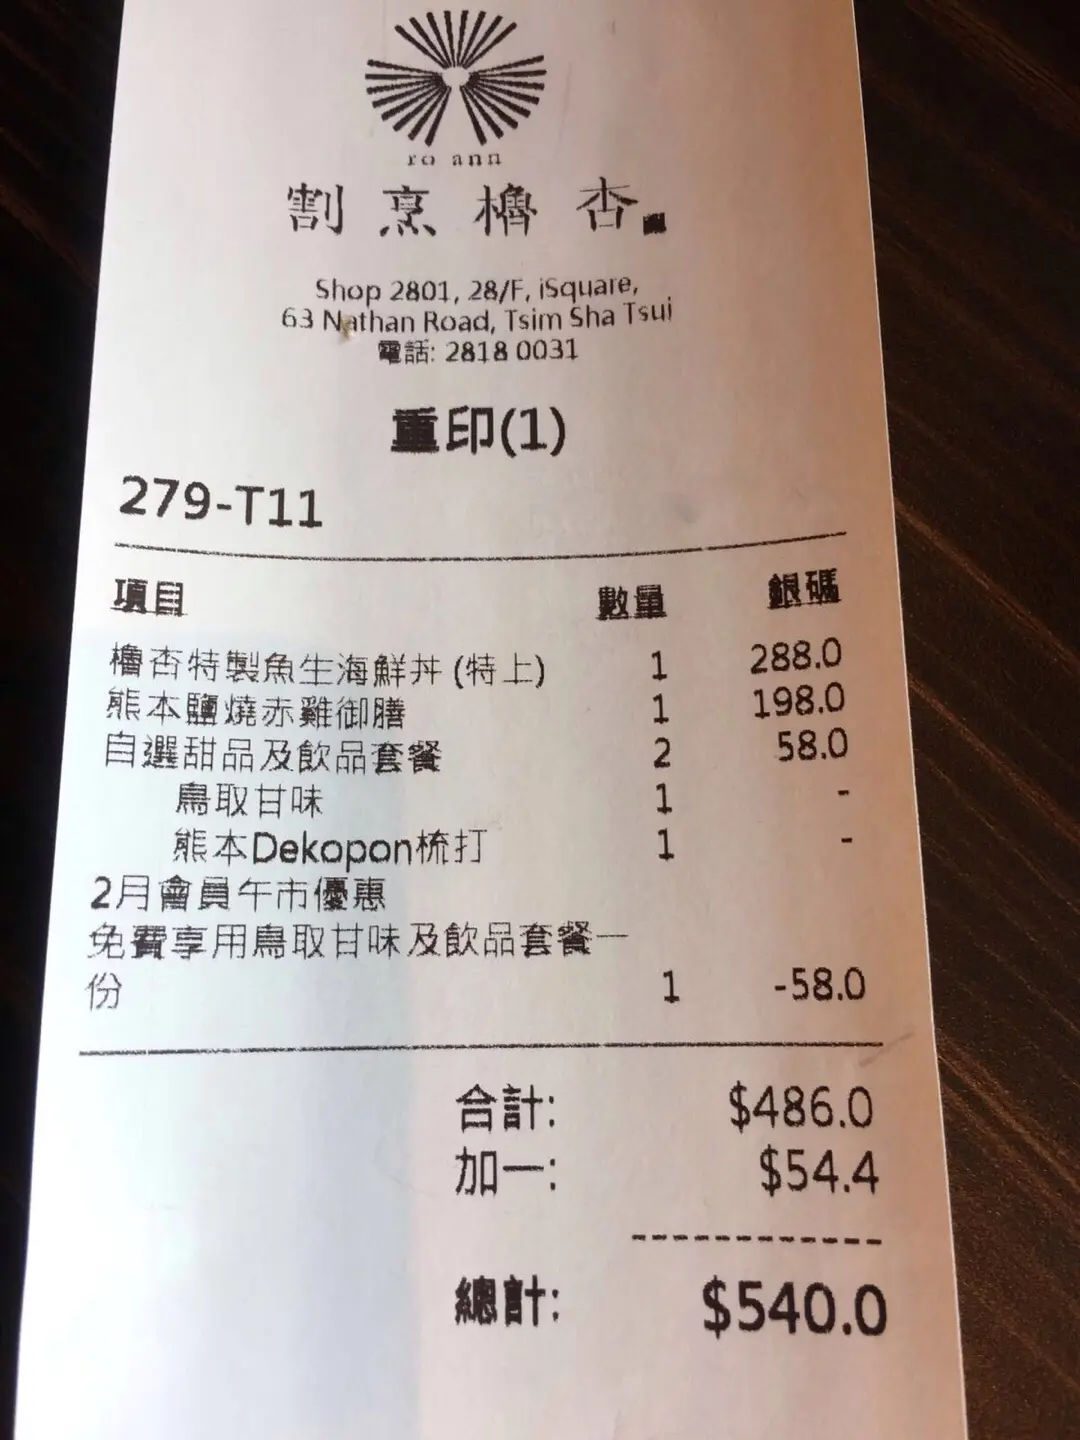 ro ann
割烹櫓杏
Shop 2801, 28/F, iSquare,
63 Nathan Road, Tsim Sha Tsui
電話: 2818 0031
重印(1)
279-T11
項目 數量 銀碼
櫓杏特製魚生海鮮丼 (特上) 1 288.0
熊本鹽燒赤雞御膳 1 198.0
自選甜品及飲品套餐 2 58.0
鳥取甘味 1 -
熊本Dekopon梳打 1 -
2月會員午市優惠
免費享用鳥取甘味及飲品套餐一
份 1 -58.0
合計: $486.0
加一: $54.4
總計: $540.0